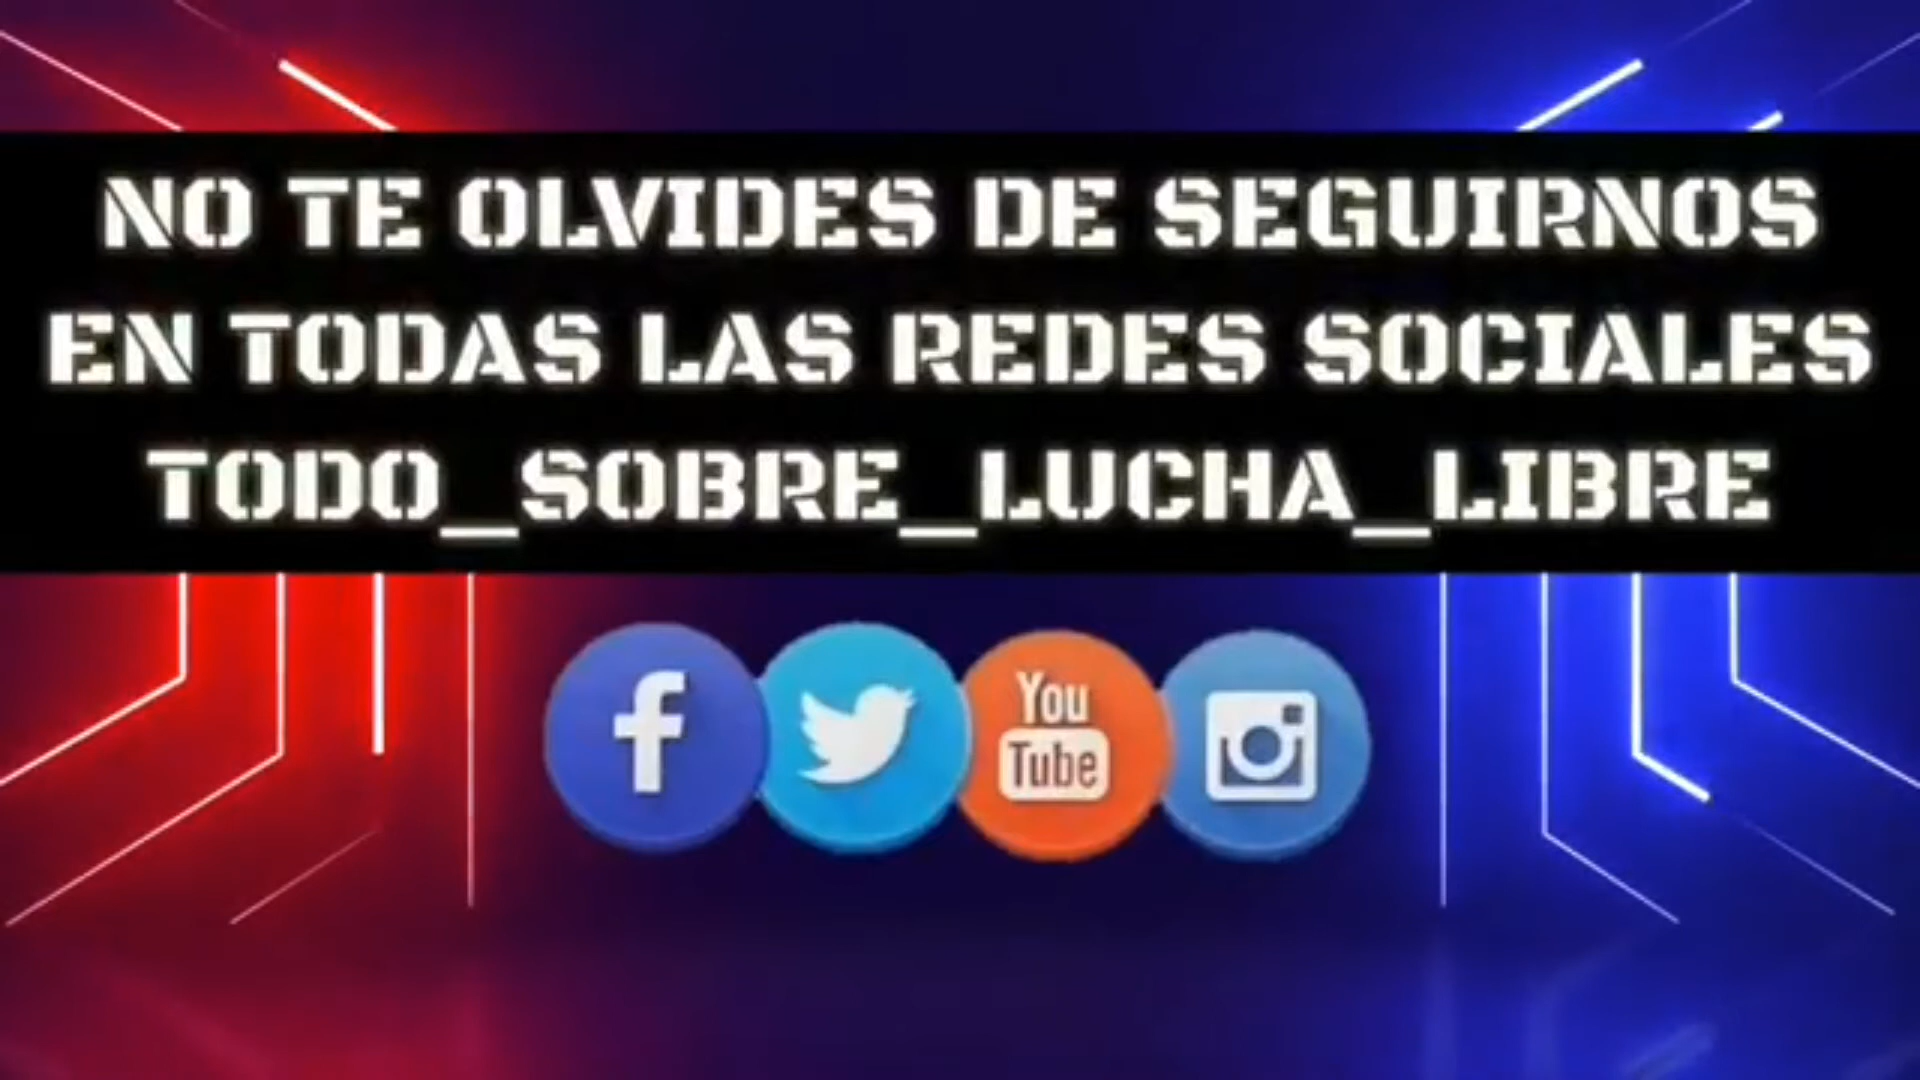 NO TE OLVIDES DE SEGUIRNOS
EN TODAS LAS REDES SOCIALES
TODO_SOBRE_LUCHA_LIBRE
f
You
Tube